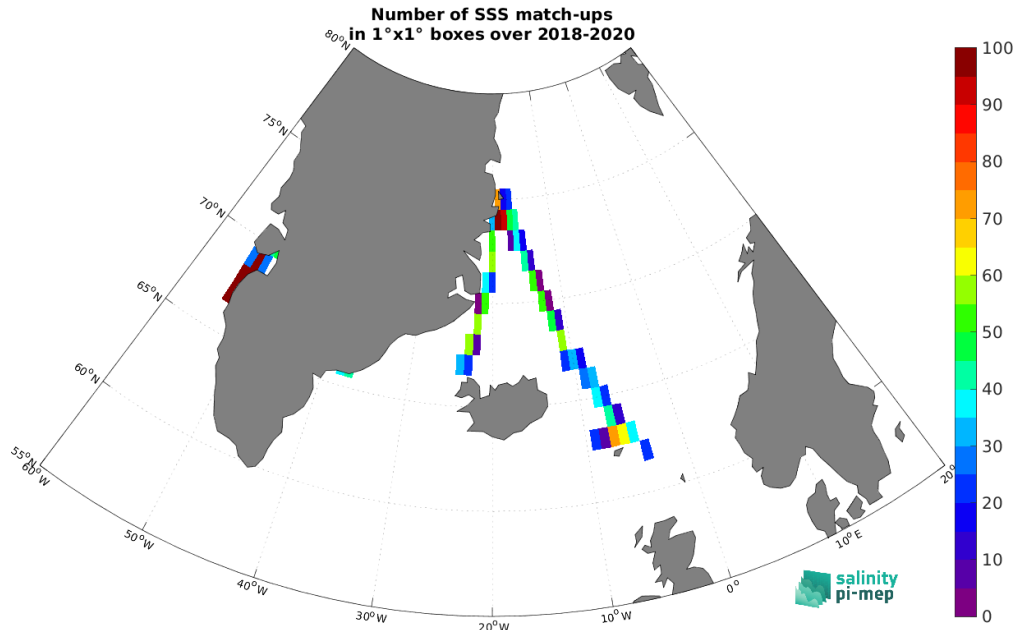 Number of SSS match-ups
in 1°x1° boxes over 2018-2020
80°N
75°N
70°N
65°N
60°N
55°N
60°W
50°W
40°W
30°W
20°W
10°W
0°
10°E
20°
100
90
80
70
60
50
40
30
20
10
0
salinity
pi-mep